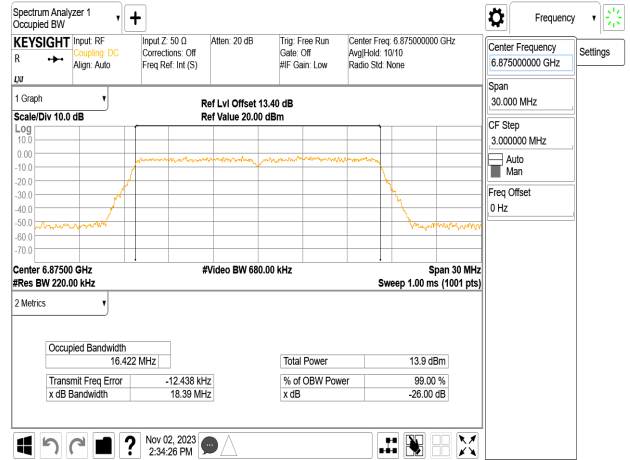 Spectrum Analyzer 1
Occupied BW
Frequency
KEYSIGHT
R
Input: RF
Coupling: DC
Align: Auto
Input Z: 50 Ω
Corrections: Off
Freq Ref: Int (S)
Atten: 20 dB
Trig: Free Run
Gate: Off
#IF Gain: Low
Center Freq: 6.875000000 GHz
Avg|Hold: 10/10
Radio Std: None
LXI
1 Graph
Scale/Div 10.0 dB
Ref Lvl Offset 13.40 dB
Ref Value 20.00 dBm
Log
10.0
0.00
-10.0
-20.0
-30.0
-40.0
-50.0
-60.0
-70.0
Center 6.87500 GHz
#Res BW 220.00 kHz
#Video BW 680.00 kHz
Span 30 MHz
Sweep 1.00 ms (1001 pts)
2 Metrics
Occupied Bandwidth
16.422 MHz
Transmit Freq Error -12.438 kHz
x dB Bandwidth 18.39 MHz
Total Power 13.9 dBm
% of OBW Power 99.00 %
x dB -26.00 dB
Nov 02, 2023
2:34:26 PM
Center Frequency
6.875000000 GHz
Settings
Span
30.000 MHz
CF Step
3.000000 MHz
Auto
Man
Freq Offset
0 Hz